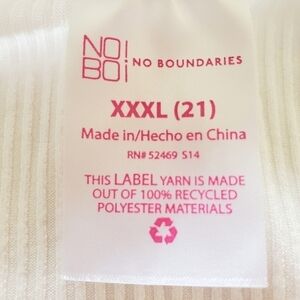 NO!
BO¡
NO BOUNDARIES
XXXL (21)
Made in/Hecho en China
RN# 52469 S14
THIS LABEL YARN IS MADE
OUT OF 100% RECYCLED
POLYESTER MATERIALS